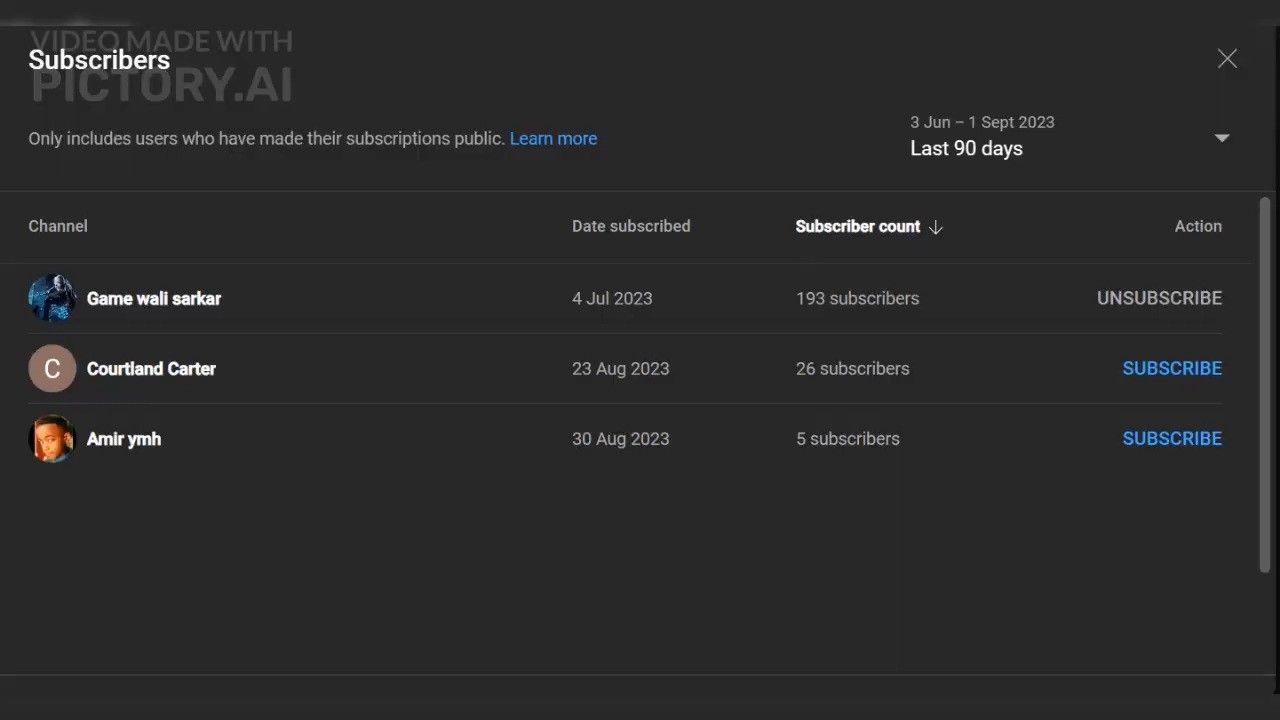 VIDEO MADE WITH
PICTORY.AI
Subscribers
Only includes users who have made their subscriptions public. Learn more
3 Jun – 1 Sept 2023
Last 90 days
Channel Date subscribed Subscriber count Action
Game wali sarkar 4 Jul 2023 193 subscribers UNSUBSCRIBE
C Courtland Carter 23 Aug 2023 26 subscribers SUBSCRIBE
Amir ymh 30 Aug 2023 5 subscribers SUBSCRIBE